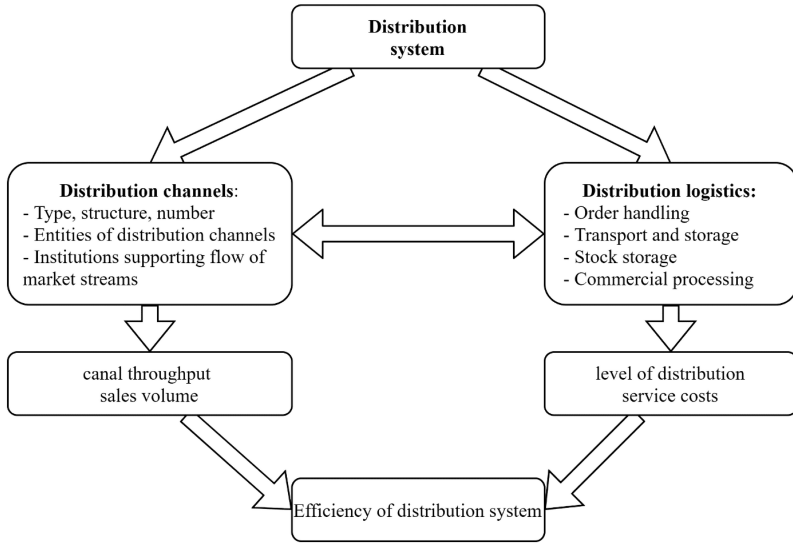 Distribution
system
Distribution channels:
- Type, structure, number
- Entities of distribution channels
- Institutions supporting flow of
market streams
Distribution logistics:
- Order handling
- Transport and storage
- Stock storage
- Commercial processing
canal throughput
sales volume
level of distribution
service costs
Efficiency of distribution system